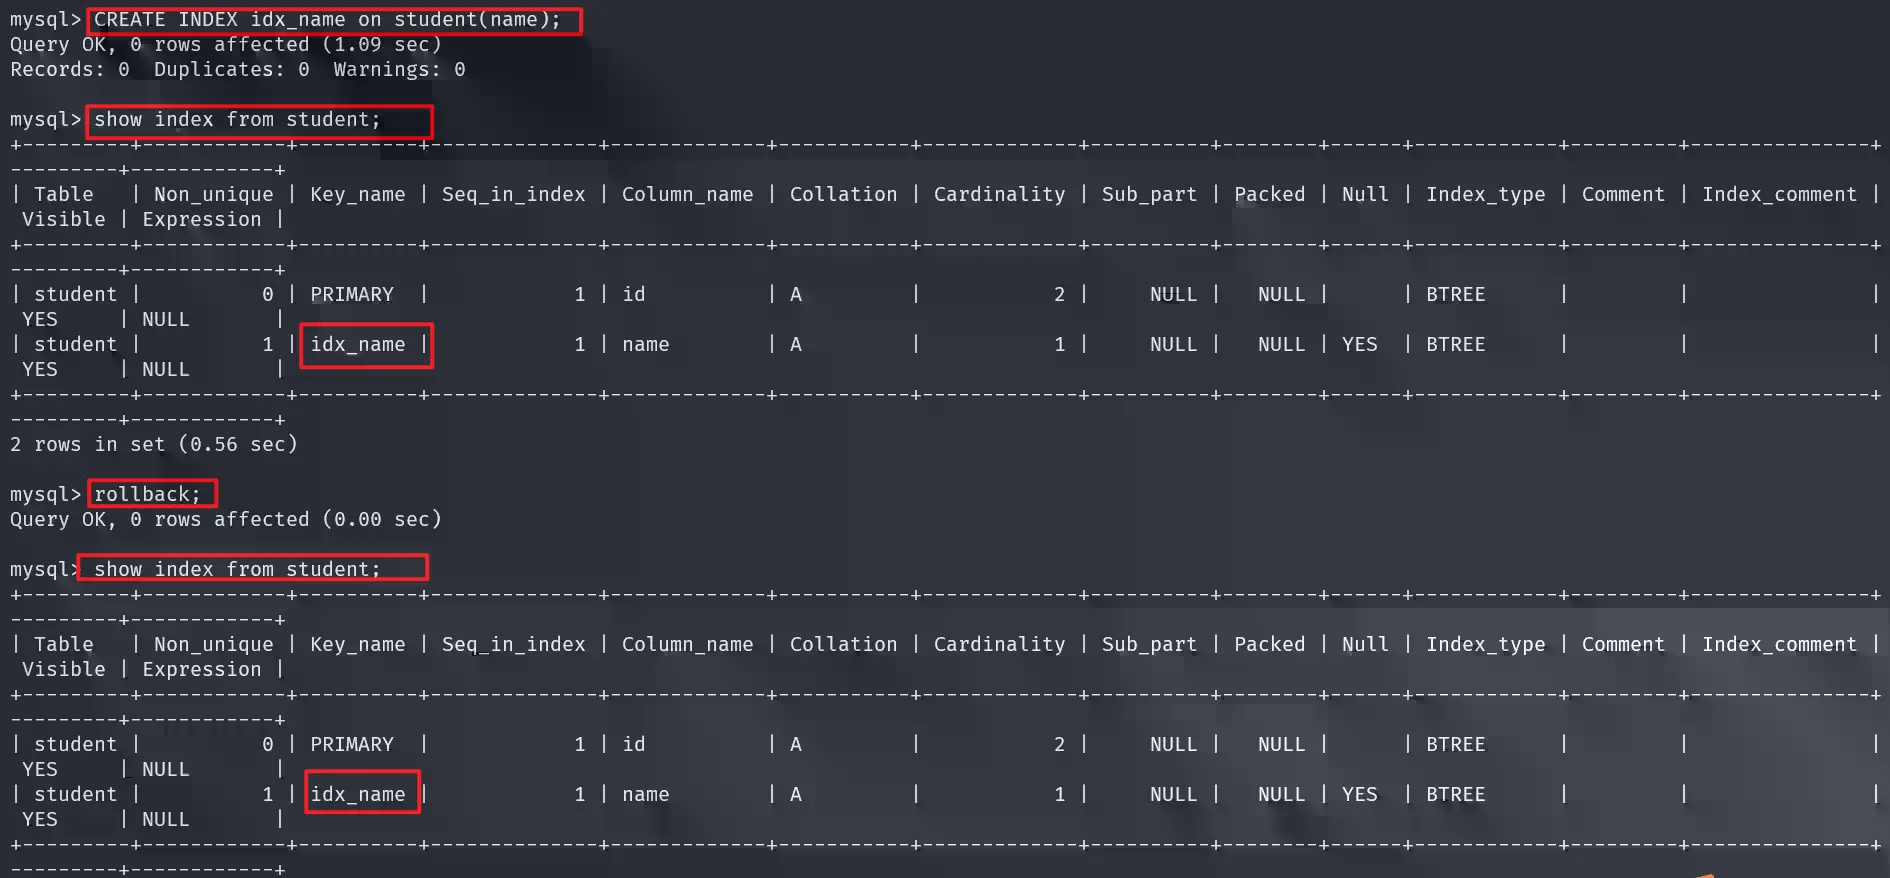 mysql> CREATE INDEX idx_name on student(name);
Query OK, 0 rows affected (1.09 sec)
Records: 0  Duplicates: 0  Warnings: 0

mysql> show index from student;
+---------+------------+----------+--------------+-------------+-----------+-------------+----------+--------+------+------------+---------+---------------+
---------+------------+
| Table   | Non_unique | Key_name | Seq_in_index | Column_name | Collation | Cardinality | Sub_part | Packed | Null | Index_type | Comment | Index_comment |
 Visible | Expression |
+---------+------------+----------+--------------+-------------+-----------+-------------+----------+--------+------+------------+---------+---------------+
---------+------------+
| student |          0 | PRIMARY  |            1 | id          | A         |           2 |     NULL |   NULL |      | BTREE      |         |               |
 YES     | NULL       |
| student |          1 | idx_name |            1 | name        | A         |           1 |     NULL |   NULL | YES  | BTREE      |         |               |
 YES     | NULL       |
+---------+------------+----------+--------------+-------------+-----------+-------------+----------+--------+------+------------+---------+---------------+
---------+------------+
2 rows in set (0.56 sec)

mysql> rollback;
Query OK, 0 rows affected (0.00 sec)

mysql> show index from student;
+---------+------------+----------+--------------+-------------+-----------+-------------+----------+--------+------+------------+---------+---------------+
---------+------------+
| Table   | Non_unique | Key_name | Seq_in_index | Column_name | Collation | Cardinality | Sub_part | Packed | Null | Index_type | Comment | Index_comment |
 Visible | Expression |
+---------+------------+----------+--------------+-------------+-----------+-------------+----------+--------+------+------------+---------+---------------+
---------+------------+
| student |          0 | PRIMARY  |            1 | id          | A         |           2 |     NULL |   NULL |      | BTREE      |         |               |
 YES     | NULL       |
| student |          1 | idx_name |            1 | name        | A         |           1 |     NULL |   NULL | YES  | BTREE      |         |               |
 YES     | NULL       |
+---------+------------+----------+--------------+-------------+-----------+-------------+----------+--------+------+------------+---------+---------------+
---------+------------+